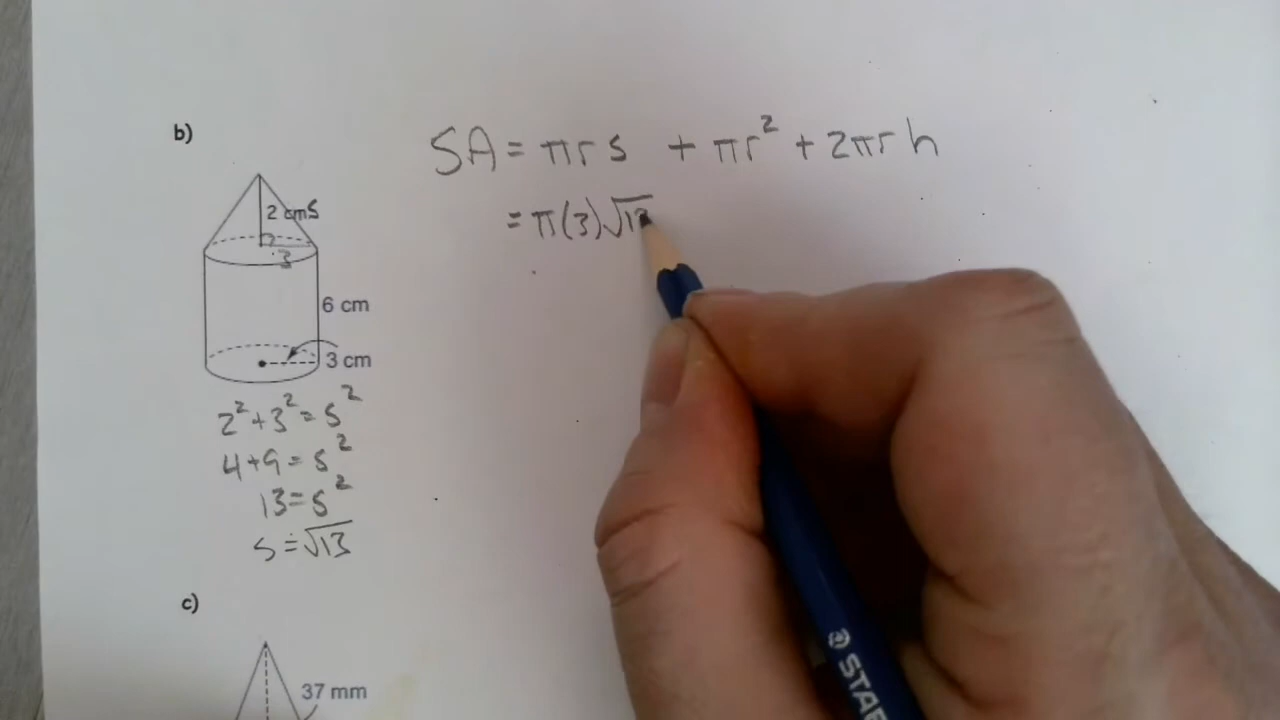 b)
SA = πrs + πr² + 2πrh
= π(3)√13
2 cm s
3
6 cm
3 cm
2² + 3² = s²
4 + 9 = s²
13 = s²
s = √13
c)
37 mm